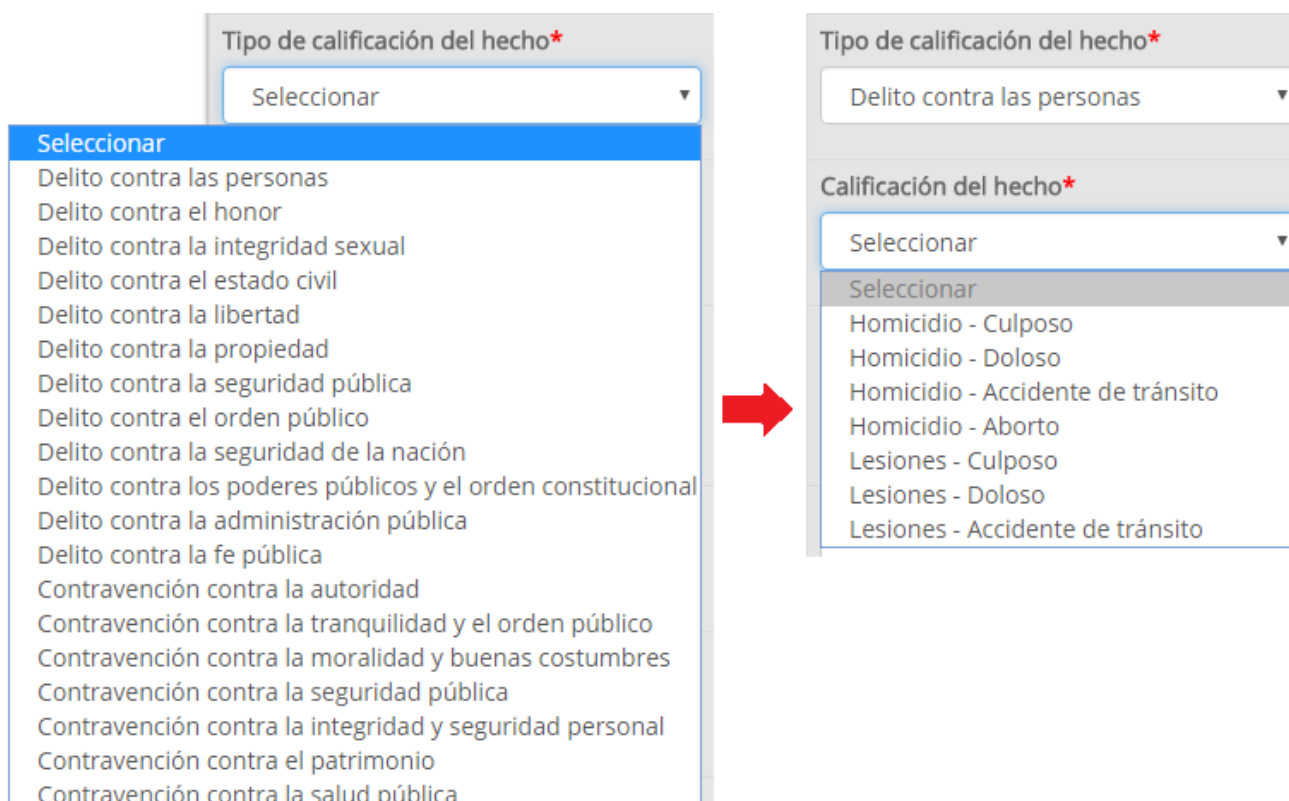 Tipo de calificación del hecho*
Seleccionar
Seleccionar
Delito contra las personas
Delito contra el honor
Delito contra la integridad sexual
Delito contra el estado civil
Delito contra la libertad
Delito contra la propiedad
Delito contra la seguridad pública
Delito contra el orden público
Delito contra la seguridad de la nación
Delito contra los poderes públicos y el orden constitucional
Delito contra la administración pública
Delito contra la fe pública
Contravención contra la autoridad
Contravención contra la tranquilidad y el orden público
Contravención contra la moralidad y buenas costumbres
Contravención contra la seguridad pública
Contravención contra la integridad y seguridad personal
Contravención contra el patrimonio
Contravención contra la salud pública
Tipo de calificación del hecho*
Delito contra las personas
Calificación del hecho*
Seleccionar
Seleccionar
Homicidio - Culposo
Homicidio - Doloso
Homicidio - Accidente de tránsito
Homicidio - Aborto
Lesiones - Culposo
Lesiones - Doloso
Lesiones - Accidente de tránsito